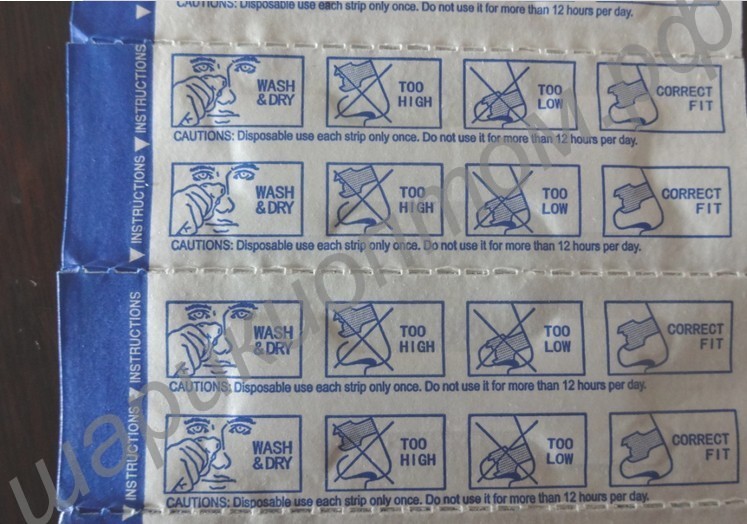 CAUTIONS: Disposable use each strip only once. Do not use it for more than 12 hours per day.
INSTRUCTIONS
WASH & DRY
TOO HIGH
TOO LOW
CORRECT FIT
CAUTIONS: Disposable use each strip only once. Do not use it for more than 12 hours per day.
INSTRUCTIONS
WASH & DRY
TOO HIGH
TOO LOW
CORRECT FIT
CAUTIONS: Disposable use each strip only once. Do not use it for more than 12 hours per day.
INSTRUCTIONS
WASH & DRY
TOO HIGH
TOO LOW
CORRECT FIT
CAUTIONS: Disposable use each strip only once. Do not use it for more than 12 hours per day.
INSTRUCTIONS
WASH & DRY
TOO HIGH
TOO LOW
CORRECT FIT
CAUTIONS: Disposable use each strip only once. Do not use it for more than 12 hours per day.
шарикиоптом.рф